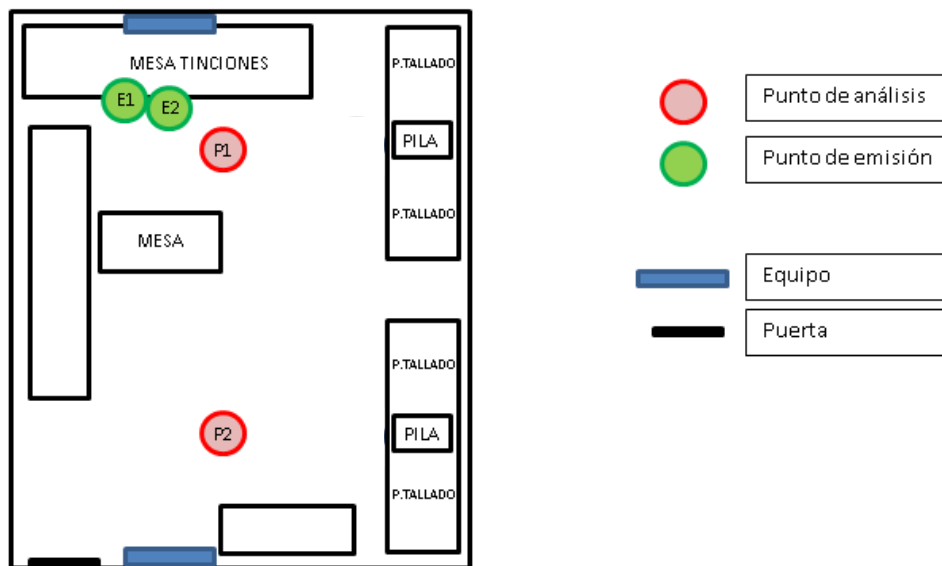 MESA TINCIONES
P.TALLADO
E1
E2
P1
PILA
P.TALLADO
MESA
P.TALLADO
P2
PILA
P.TALLADO
Punto de análisis
Punto de emisión
Equipo
Puerta